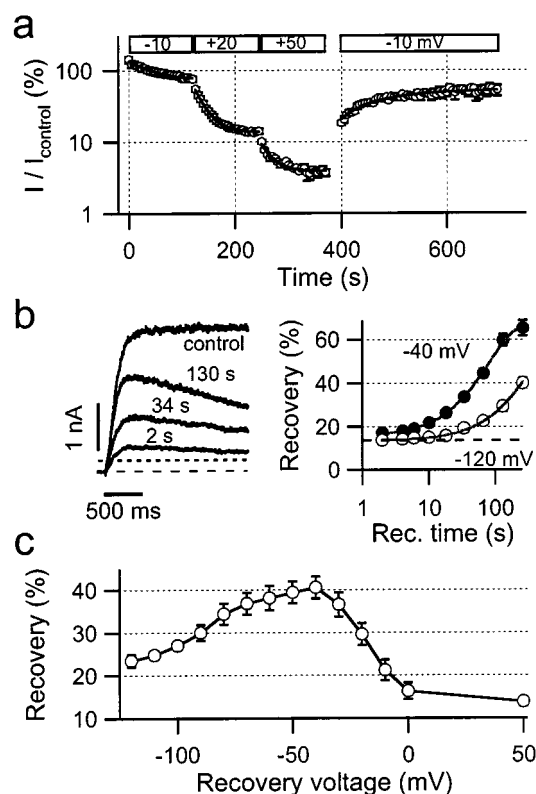 a
-10 +20 +50 -10 mV
I / Icontrol (%)
100
10
1
0 200 400 600
Time (s)
b
control
130 s
34 s
2 s
1 nA
500 ms
Recovery (%)
60
40
20
0
-40 mV
-120 mV
1 10 100
Rec. time (s)
c
Recovery (%)
40
30
20
10
-100 -50 0 50
Recovery voltage (mV)